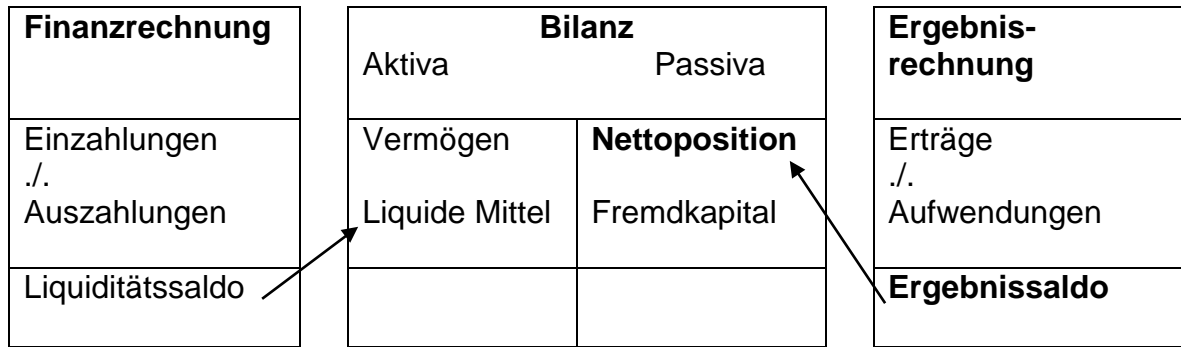 Finanzrechnung
Einzahlungen
./.
Auszahlungen
Liquiditätssaldo
Bilanz
Aktiva Passiva
Vermögen Nettoposition
Liquide Mittel Fremdkapital
Ergebnis-
rechnung
Erträge
./.
Aufwendungen
Ergebnissaldo